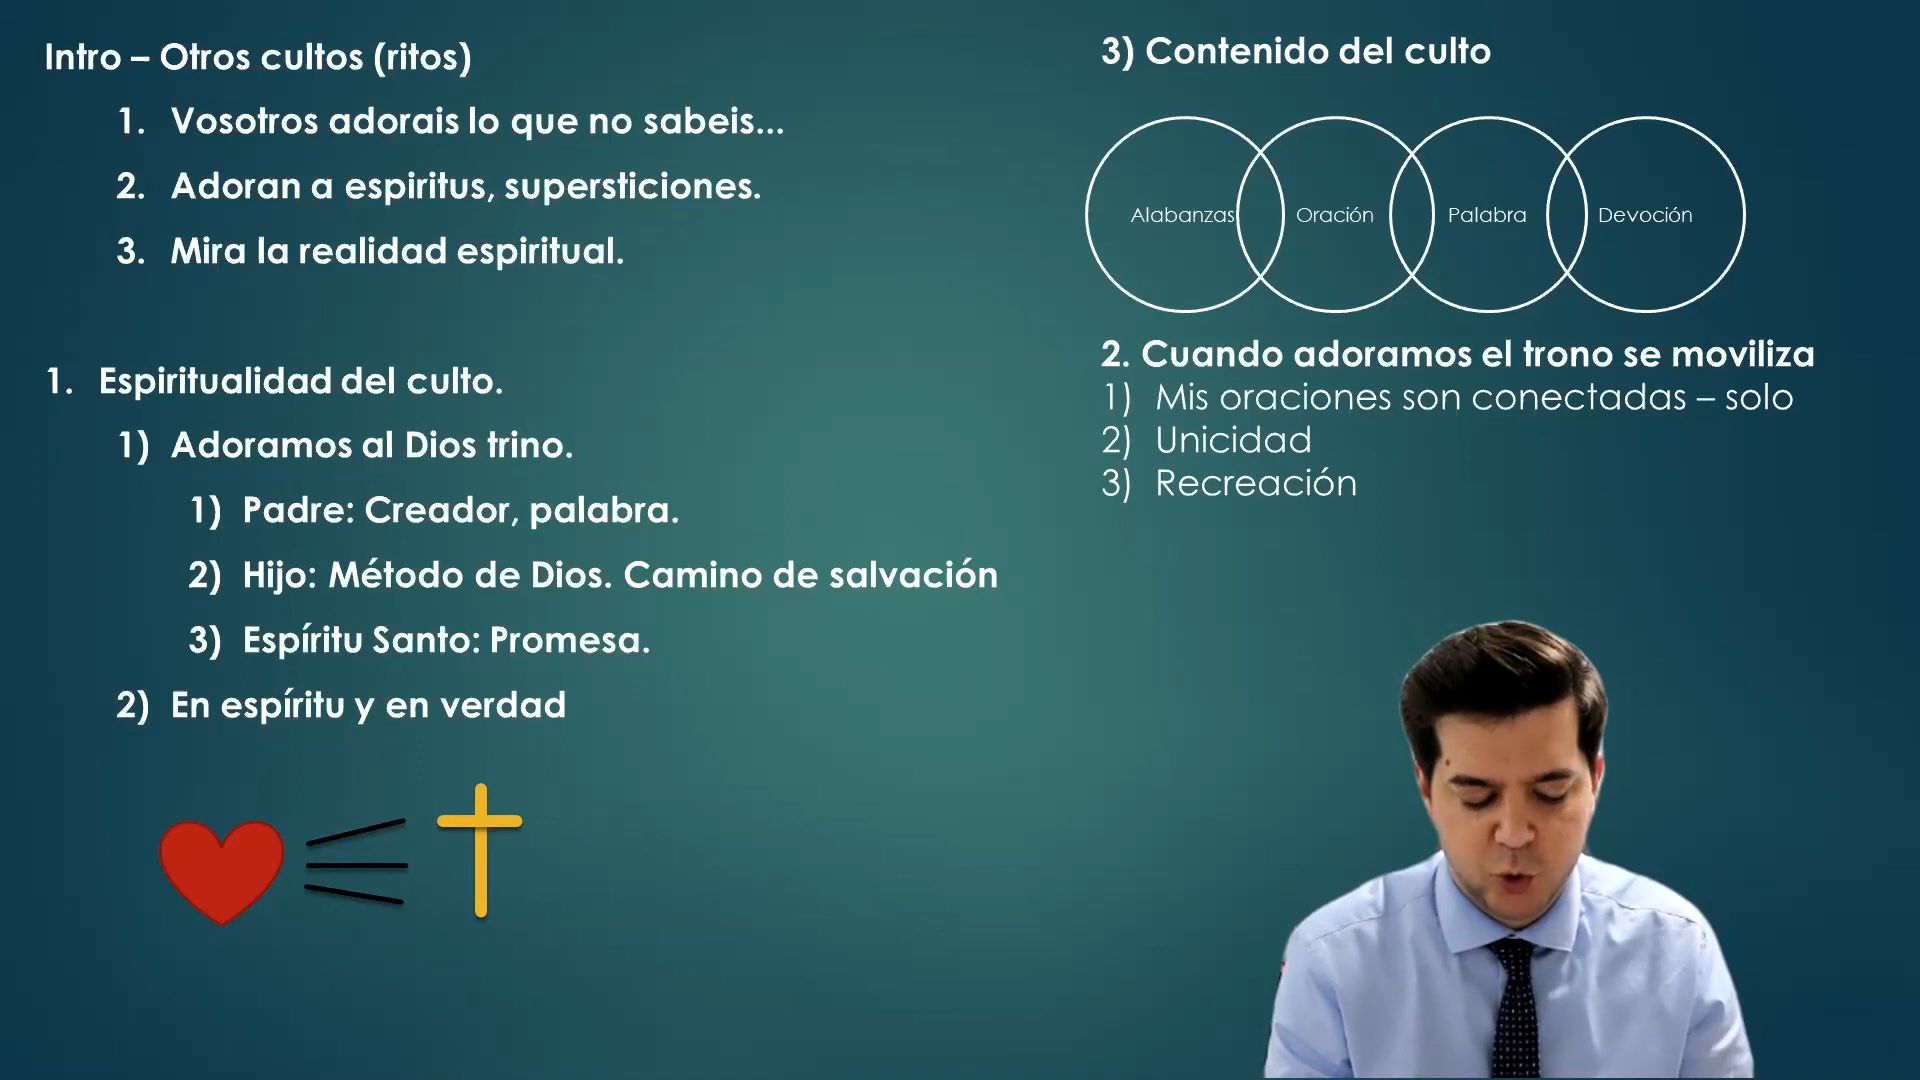 Intro – Otros cultos (ritos)
1. Vosotros adorais lo que no sabeis...
2. Adoran a espiritus, supersticiones.
3. Mira la realidad espiritual.
1. Espiritualidad del culto.
1) Adoramos al Dios trino.
1) Padre: Creador, palabra.
2) Hijo: Método de Dios. Camino de salvación
3) Espíritu Santo: Promesa.
2) En espíritu y en verdad
3) Contenido del culto
Alabanzas Oración Palabra Devoción
2. Cuando adoramos el trono se moviliza
1) Mis oraciones son conectadas – solo
2) Unicidad
3) Recreación